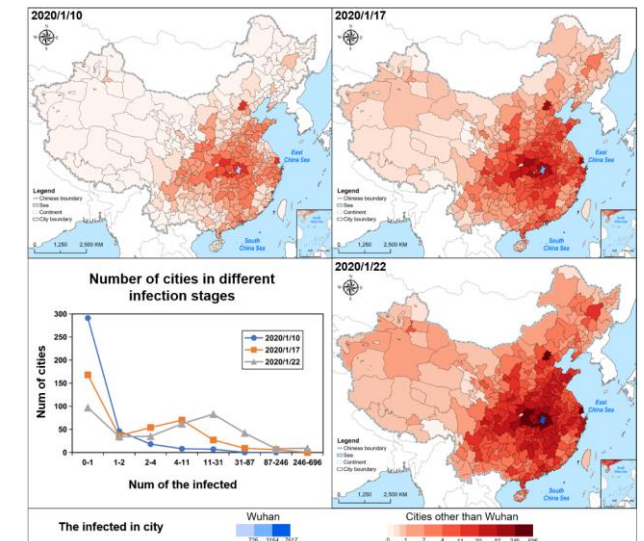 2020/1/10
East
China Sea
Legend
Chinese boundary
Sea
Continent
City boundary
0 1,250 2,500 KM
South
China Sea
2020/1/17
East
China Sea
Legend
Chinese boundary
Sea
Continent
City boundary
0 1,250 2,500 KM
South
China Sea
Number of cities in different
infection stages
300
250
200
150
100
50
0
Num of cities
2020/1/10
2020/1/17
2020/1/22
0-1 1-2 2-4 4-11 11-31 31-87 87-246 246-696
Num of the infected
2020/1/22
East
China Sea
Legend
Chinese boundary
Sea
Continent
City boundary
0 1,250 2,500 KM
South
China Sea
The infected in city
Wuhan
Cities other than Wuhan